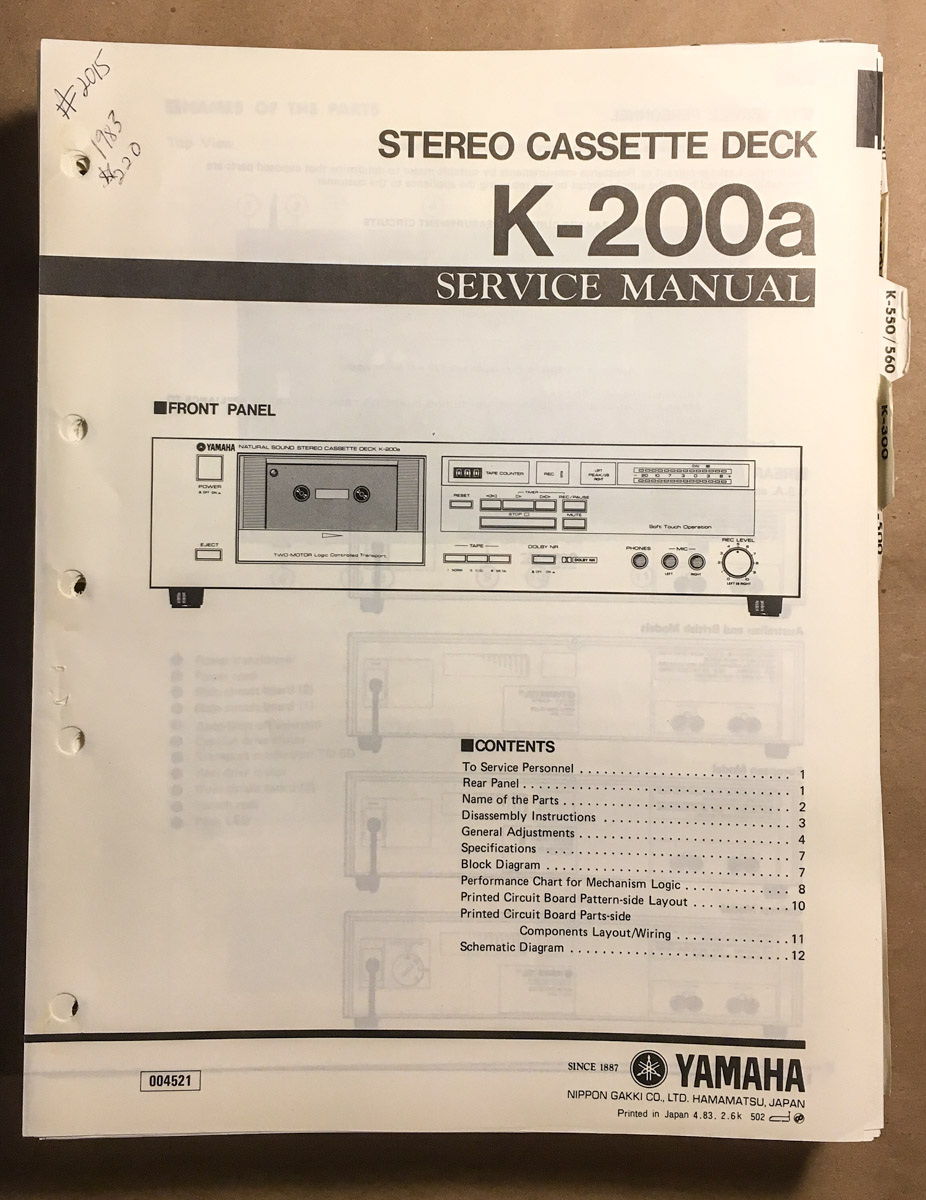 #2015
1983
$220
STEREO CASSETTE DECK
K-200a
SERVICE MANUAL
K-550/560
K-300
■FRONT PANEL
YAMAHA NATURAL SOUND STEREO CASSETTE DECK K-200a
POWER
EJECT
TWO-MOTOR Logic Controlled Transport
TAPE COUNTER
REC
RESET
TIMER
REC/PAUSE
STOP
MUTE
Soft Touch Operation
TAPE
DOLBY NR
DOLBY NR
PHONES
MIC
LEFT
RIGHT
REC LEVEL
■CONTENTS
To Service Personnel . . . . . . . . . . . . . . . . . . . . . . . 1
Rear Panel . . . . . . . . . . . . . . . . . . . . . . . . . . . . . . 1
Name of the Parts . . . . . . . . . . . . . . . . . . . . . . . . . 2
Disassembly Instructions . . . . . . . . . . . . . . . . . . . . 3
General Adjustments . . . . . . . . . . . . . . . . . . . . . . . 4
Specifications . . . . . . . . . . . . . . . . . . . . . . . . . . . 7
Block Diagram . . . . . . . . . . . . . . . . . . . . . . . . . . . 7
Performance Chart for Mechanism Logic . . . . . . . . . . 8
Printed Circuit Board Pattern-side Layout . . . . . . . . . 10
Printed Circuit Board Parts-side
Components Layout/Wiring . . . . . . . . . . . 11
Schematic Diagram . . . . . . . . . . . . . . . . . . . . . . . . 12
004521
SINCE 1887 YAMAHA
NIPPON GAKKI CO., LTD. HAMAMATSU, JAPAN
Printed in Japan 4.83. 2.6k 502